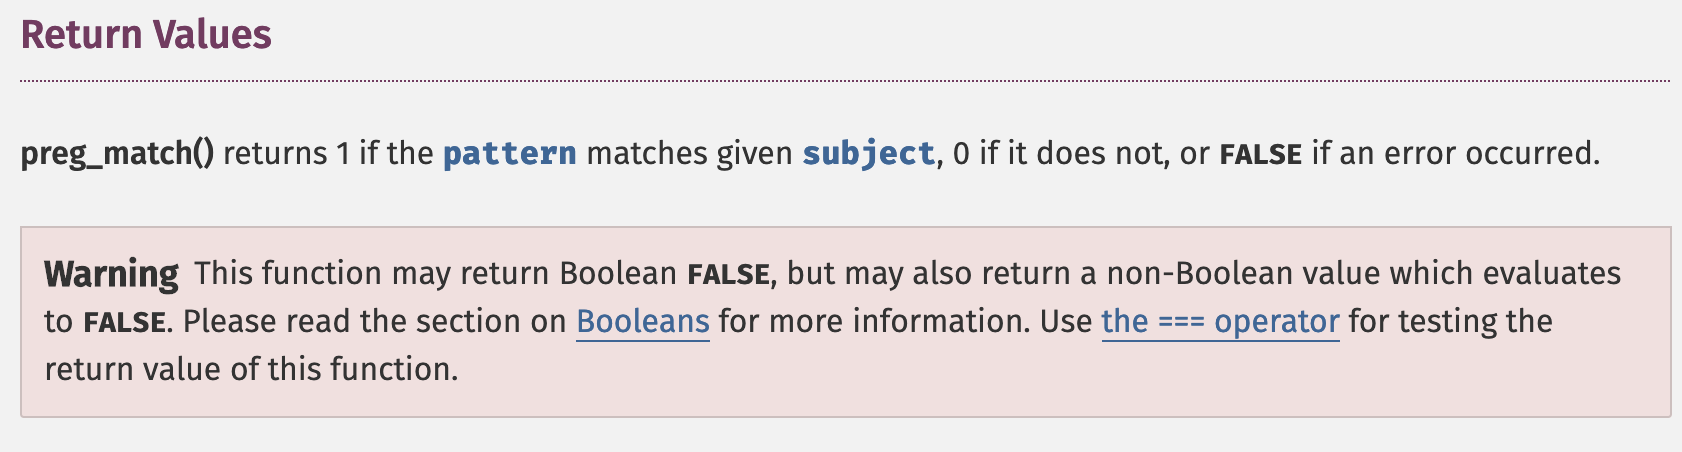 Return Values
preg_match() returns 1 if the pattern matches given subject, 0 if it does not, or FALSE if an error occurred.
Warning This function may return Boolean FALSE, but may also return a non-Boolean value which evaluates
to FALSE. Please read the section on Booleans for more information. Use the === operator for testing the
return value of this function.